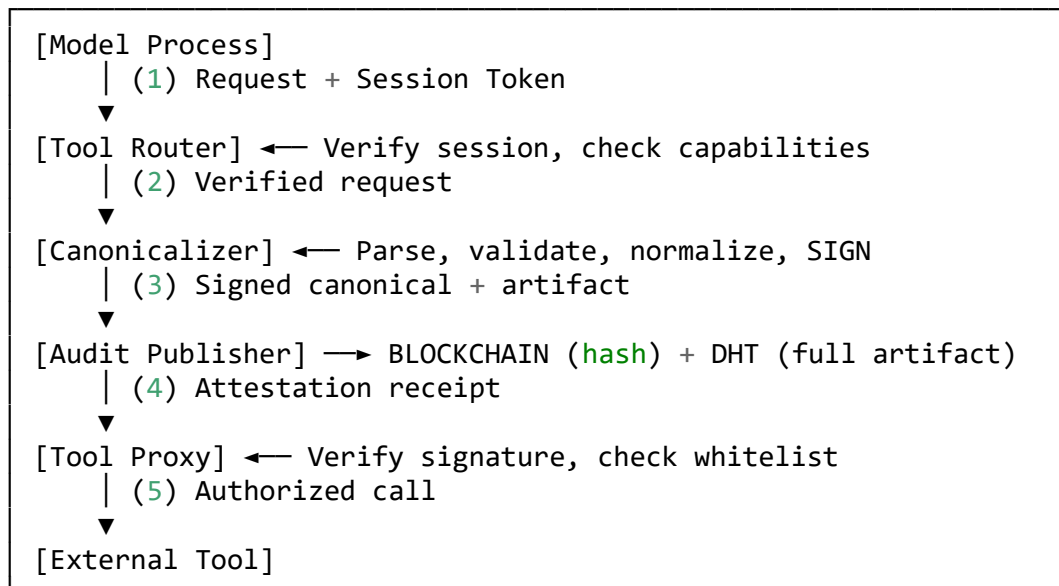 [Model Process]
│ (1) Request + Session Token
▼
[Tool Router] ◄── Verify session, check capabilities
│ (2) Verified request
▼
[Canonicalizer] ◄── Parse, validate, normalize, SIGN
│ (3) Signed canonical + artifact
▼
[Audit Publisher] ──► BLOCKCHAIN (hash) + DHT (full artifact)
│ (4) Attestation receipt
▼
[Tool Proxy] ◄── Verify signature, check whitelist
│ (5) Authorized call
▼
[External Tool]